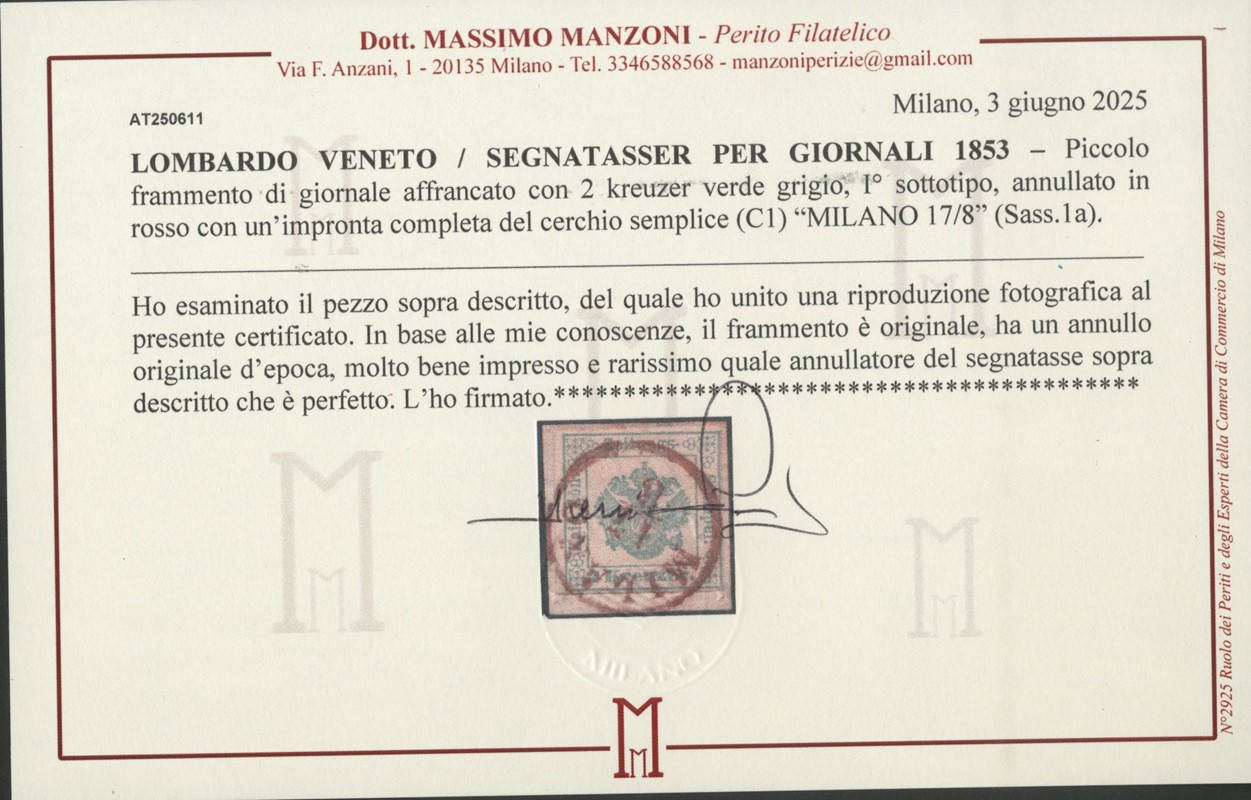 Dott. MASSIMO MANZONI - Perito Filatelico
Via F. Anzani, 1 - 20135 Milano - Tel. 3346588568 - manzoniperizie@gmail.com
Milano, 3 giugno 2025
AT250611
LOMBARDO VENETO / SEGNATASSER PER GIORNALI 1853 – Piccolo
frammento di giornale affrancato con 2 kreuzer verde grigio, I° sottotipo, annullato in
rosso con un'impronta completa del cerchio semplice (C1) “MILANO 17/8” (Sass.1a).
Ho esaminato il pezzo sopra descritto, del quale ho unito una riproduzione fotografica al
presente certificato. In base alle mie conoscenze, il frammento è originale, ha un annullo
originale d'epoca, molto bene impresso e rarissimo quale annullatore del segnatasse sopra
descritto che è perfetto. L'ho firmato.******************************************
Zeitungs-
Kreuzer
MILANO
MILANO
M
M
N°2925 Ruolo dei Periti e degli Esperti della Camera di Commercio di Milano